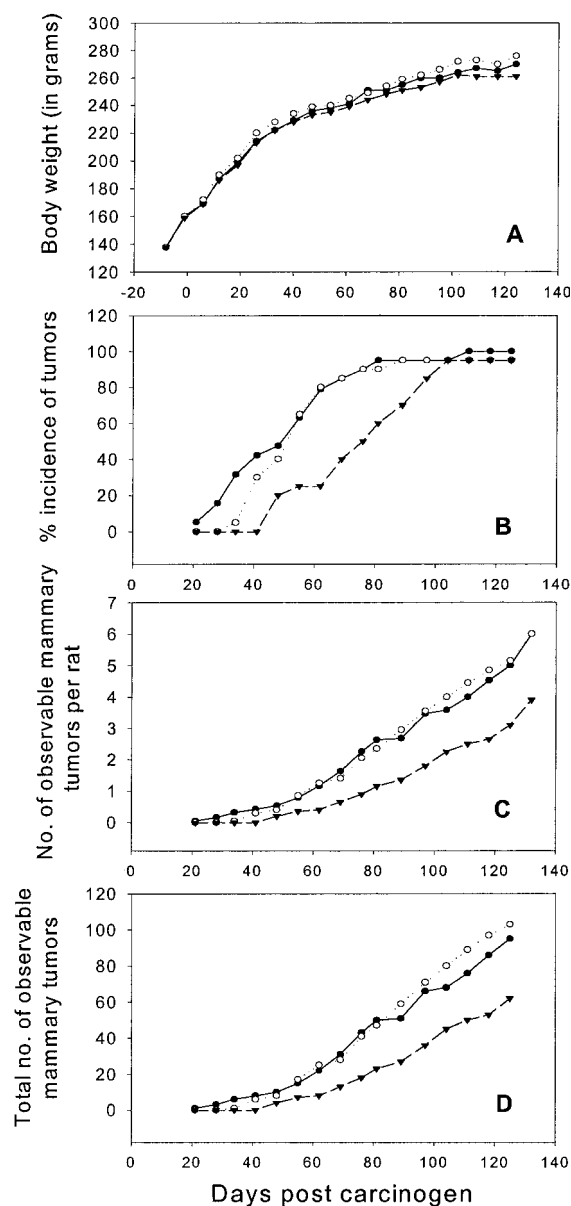 Body weight (in grams)
300
280
260
240
220
200
180
160
140
120
-20 0 20 40 60 80 100 120 140
A
% incidence of tumors
120
100
80
60
40
20
0
0 20 40 60 80 100 120 140
B
No. of observable mammary
tumors per rat
7
6
5
4
3
2
1
0
0 20 40 60 80 100 120 140
C
Total no. of observable
mammary tumors
120
100
80
60
40
20
0
0 20 40 60 80 100 120 140
D
Days post carcinogen